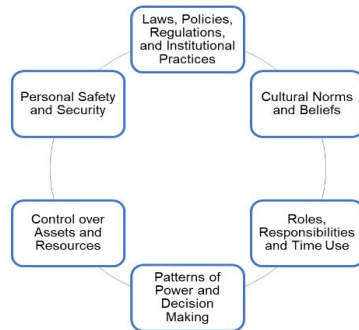 Laws, Policies,
Regulations,
and Institutional
Practices
Cultural Norms
and Beliefs
Roles,
Responsibilities
and Time Use
Patterns of
Power and
Decision
Making
Control over
Assets and
Resources
Personal Safety
and Security